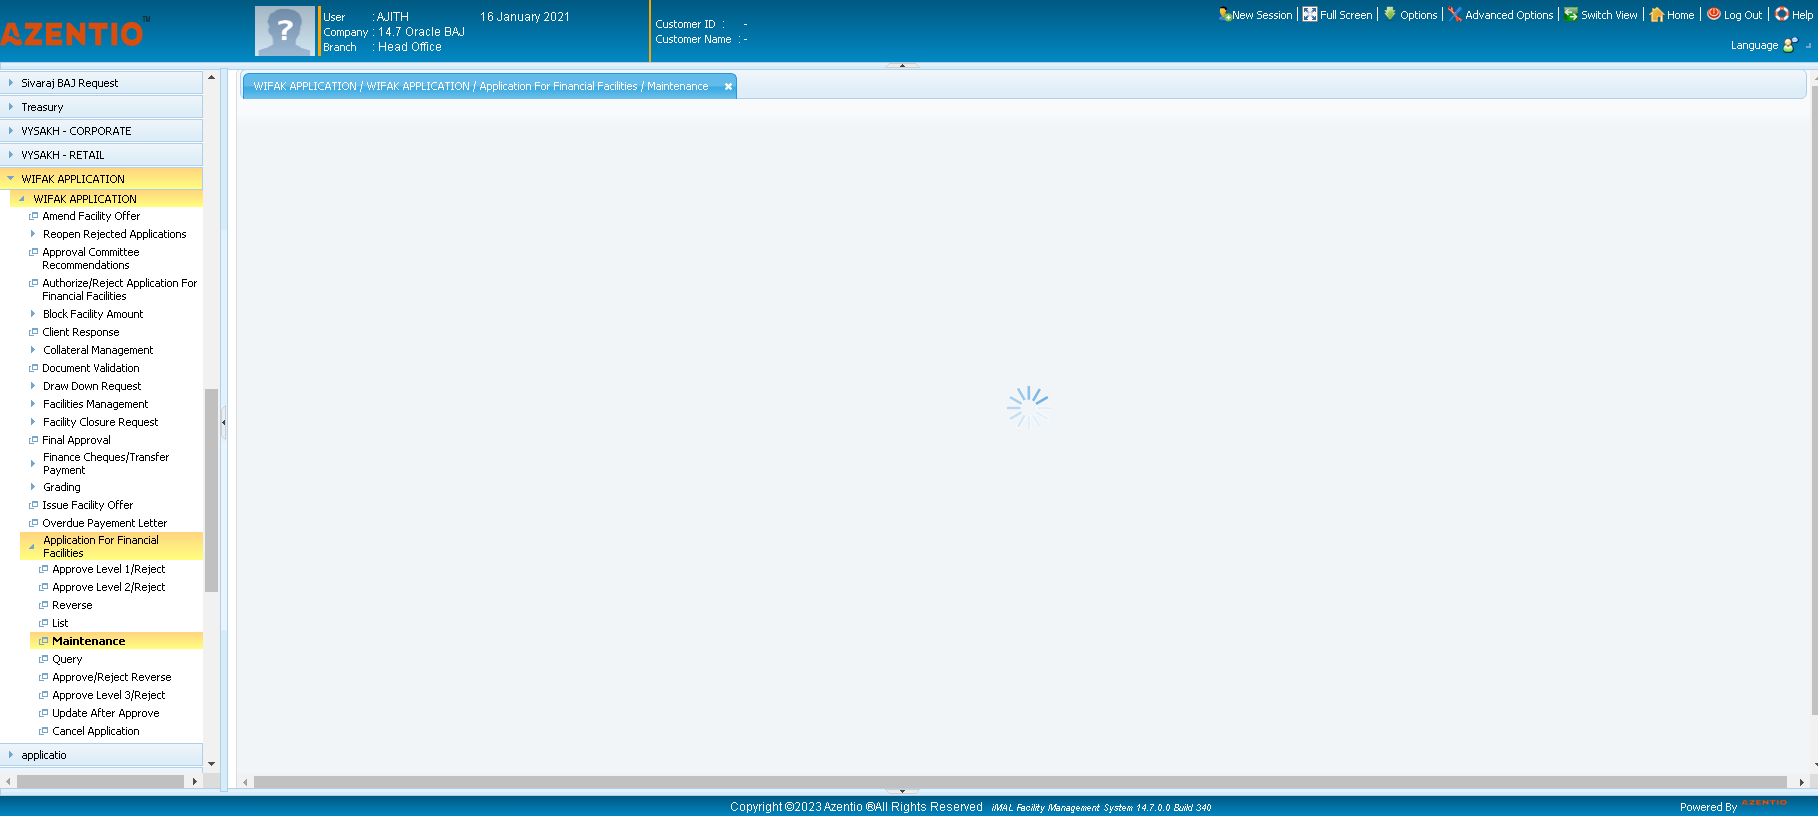 AZENTIO™
User : AJITH 16 January 2021
Company : 14.7 Oracle BAJ
Branch : Head Office
Customer ID : -
Customer Name : -
New Session | Full Screen | Options | Advanced Options | Switch View | Home | Log Out | Help
Language
Sivaraj BAJ Request
Treasury
VYSAKH - CORPORATE
VYSAKH - RETAIL
WIFAK APPLICATION
WIFAK APPLICATION
Amend Facility Offer
Reopen Rejected Applications
Approval Committee
Recommendations
Authorize/Reject Application For
Financial Facilities
Block Facility Amount
Client Response
Collateral Management
Document Validation
Draw Down Request
Facilities Management
Facility Closure Request
Final Approval
Finance Cheques/Transfer
Payment
Grading
Issue Facility Offer
Overdue Payement Letter
Application For Financial
Facilities
Approve Level 1/Reject
Approve Level 2/Reject
Reverse
List
Maintenance
Query
Approve/Reject Reverse
Approve Level 3/Reject
Update After Approve
Cancel Application
applicatio
WIFAK APPLICATION / WIFAK APPLICATION / Application For Financial Facilities / Maintenance
Copyright ©2023 Azentio ®All Rights Reserved iMAL Facility Management System 14.7.0.0 Build 340
Powered By AZENTIO